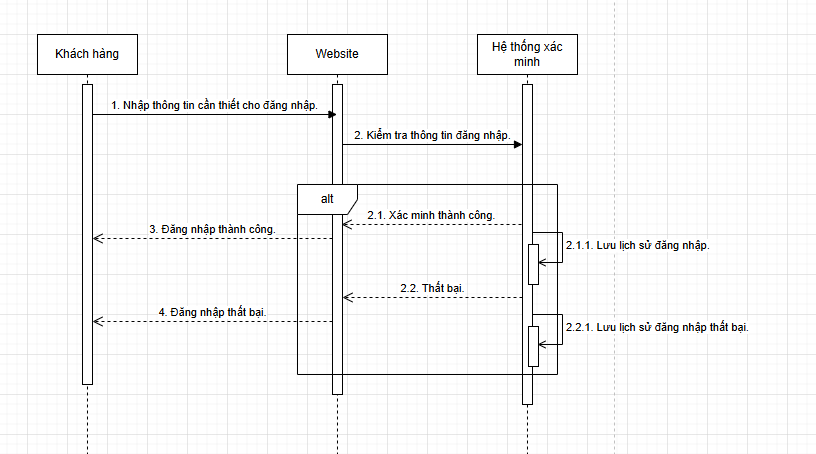 Khách hàng
Website
Hệ thống xác
minh
1. Nhập thông tin cần thiết cho đăng nhập.
2. Kiểm tra thông tin đăng nhập.
alt
2.1. Xác minh thành công.
3. Đăng nhập thành công.
2.1.1. Lưu lịch sử đăng nhập.
2.2. Thất bại.
4. Đăng nhập thất bại.
2.2.1. Lưu lịch sử đăng nhập thất bại.